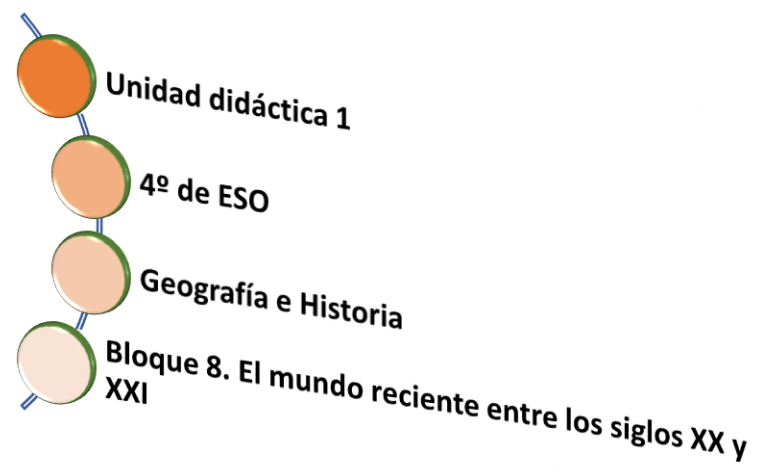 Unidad didáctica 1
4º de ESO
Geografía e Historia
Bloque 8. El mundo reciente entre los siglos XX y
XXI